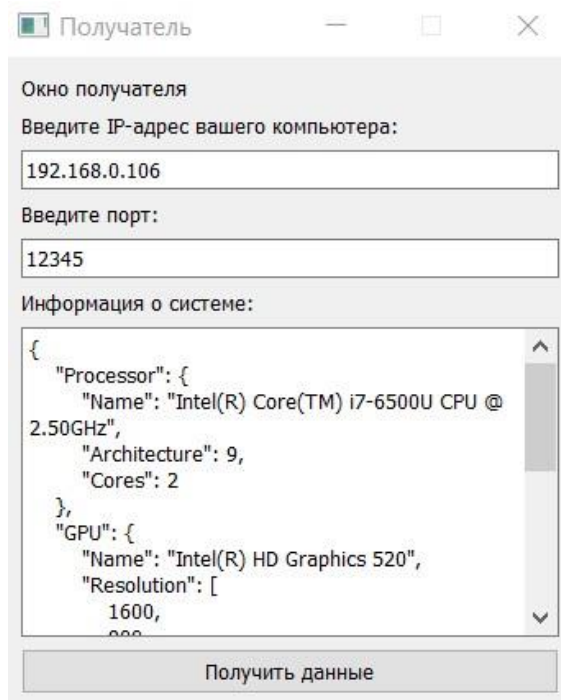 Получатель
Окно получателя
Введите IP-адрес вашего компьютера:
192.168.0.106
Введите порт:
12345
Информация о системе:
{
"Processor": {
"Name": "Intel(R) Core(TM) i7-6500U CPU @
2.50GHz",
"Architecture": 9,
"Cores": 2
},
"GPU": {
"Name": "Intel(R) HD Graphics 520",
"Resolution": [
1600,
Получить данные